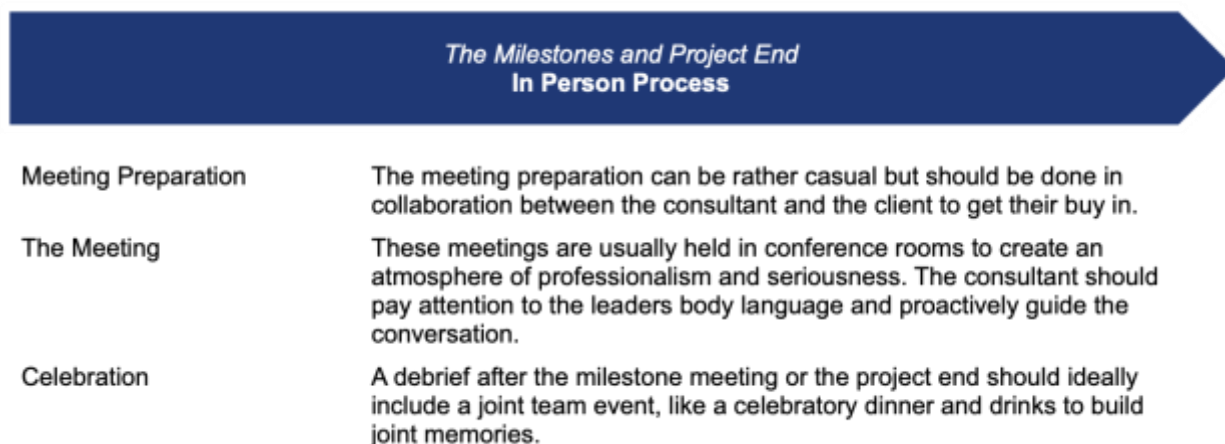 The Milestones and Project End
In Person Process
Meeting Preparation
The meeting preparation can be rather casual but should be done in
collaboration between the consultant and the client to get their buy in.
The Meeting
These meetings are usually held in conference rooms to create an
atmosphere of professionalism and seriousness. The consultant should
pay attention to the leaders body language and proactively guide the
conversation.
Celebration
A debrief after the milestone meeting or the project end should ideally
include a joint team event, like a celebratory dinner and drinks to build
joint memories.